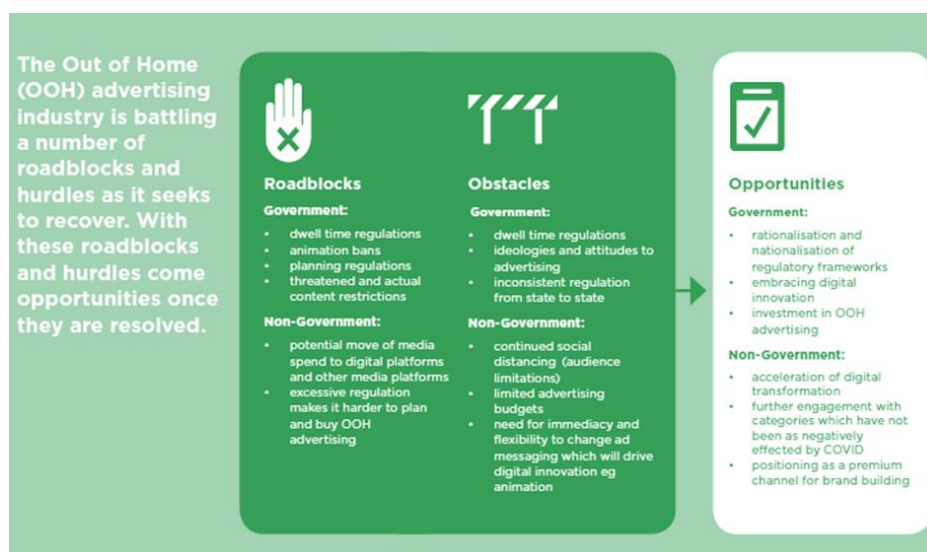 The Out of Home
(OOH) advertising
industry is battling
a number of
roadblocks and
hurdles as it seeks
to recover. With
these roadblocks
and hurdles come
opportunities once
they are resolved.
Roadblocks
Government:
• dwell time regulations
• animation bans
• planning regulations
• threatened and actual
content restrictions
Non-Government:
• potential move of media
spend to digital platforms
and other media platforms
• excessive regulation
makes it harder to plan
and buy OOH
advertising
Obstacles
Government:
• dwell time regulations
• ideologies and attitudes to
advertising
• inconsistent regulation
from state to state
Non-Government:
• continued social
distancing (audience
limitations)
• limited advertising
budgets
• need for immediacy and
flexibility to change ad
messaging which will drive
digital innovation eg
animation
Opportunities
Government:
• rationalisation and
nationalisation of
regulatory frameworks
• embracing digital
innovation
• investment in OOH
advertising
Non-Government:
• acceleration of digital
transformation
• further engagement with
categories which have not
been as negatively
effected by COVID
• positioning as a premium
channel for brand building